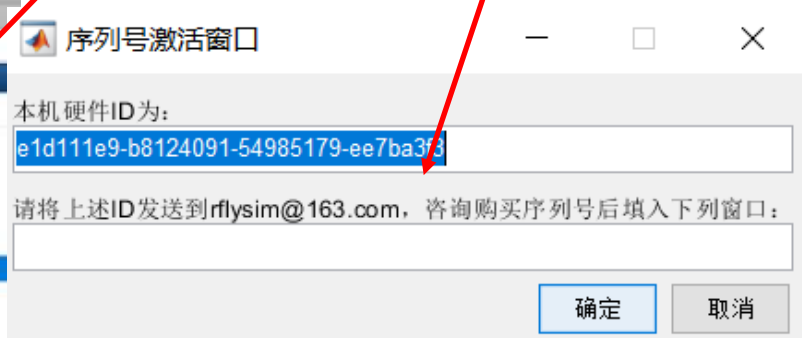 序列号激活窗口
本机硬件ID为:
e1d111e9-b8124091-54985179-ee7ba3f3
请将上述ID发送到rflysim@163.com，咨询购买序列号后填入下列窗口:
确定 取消